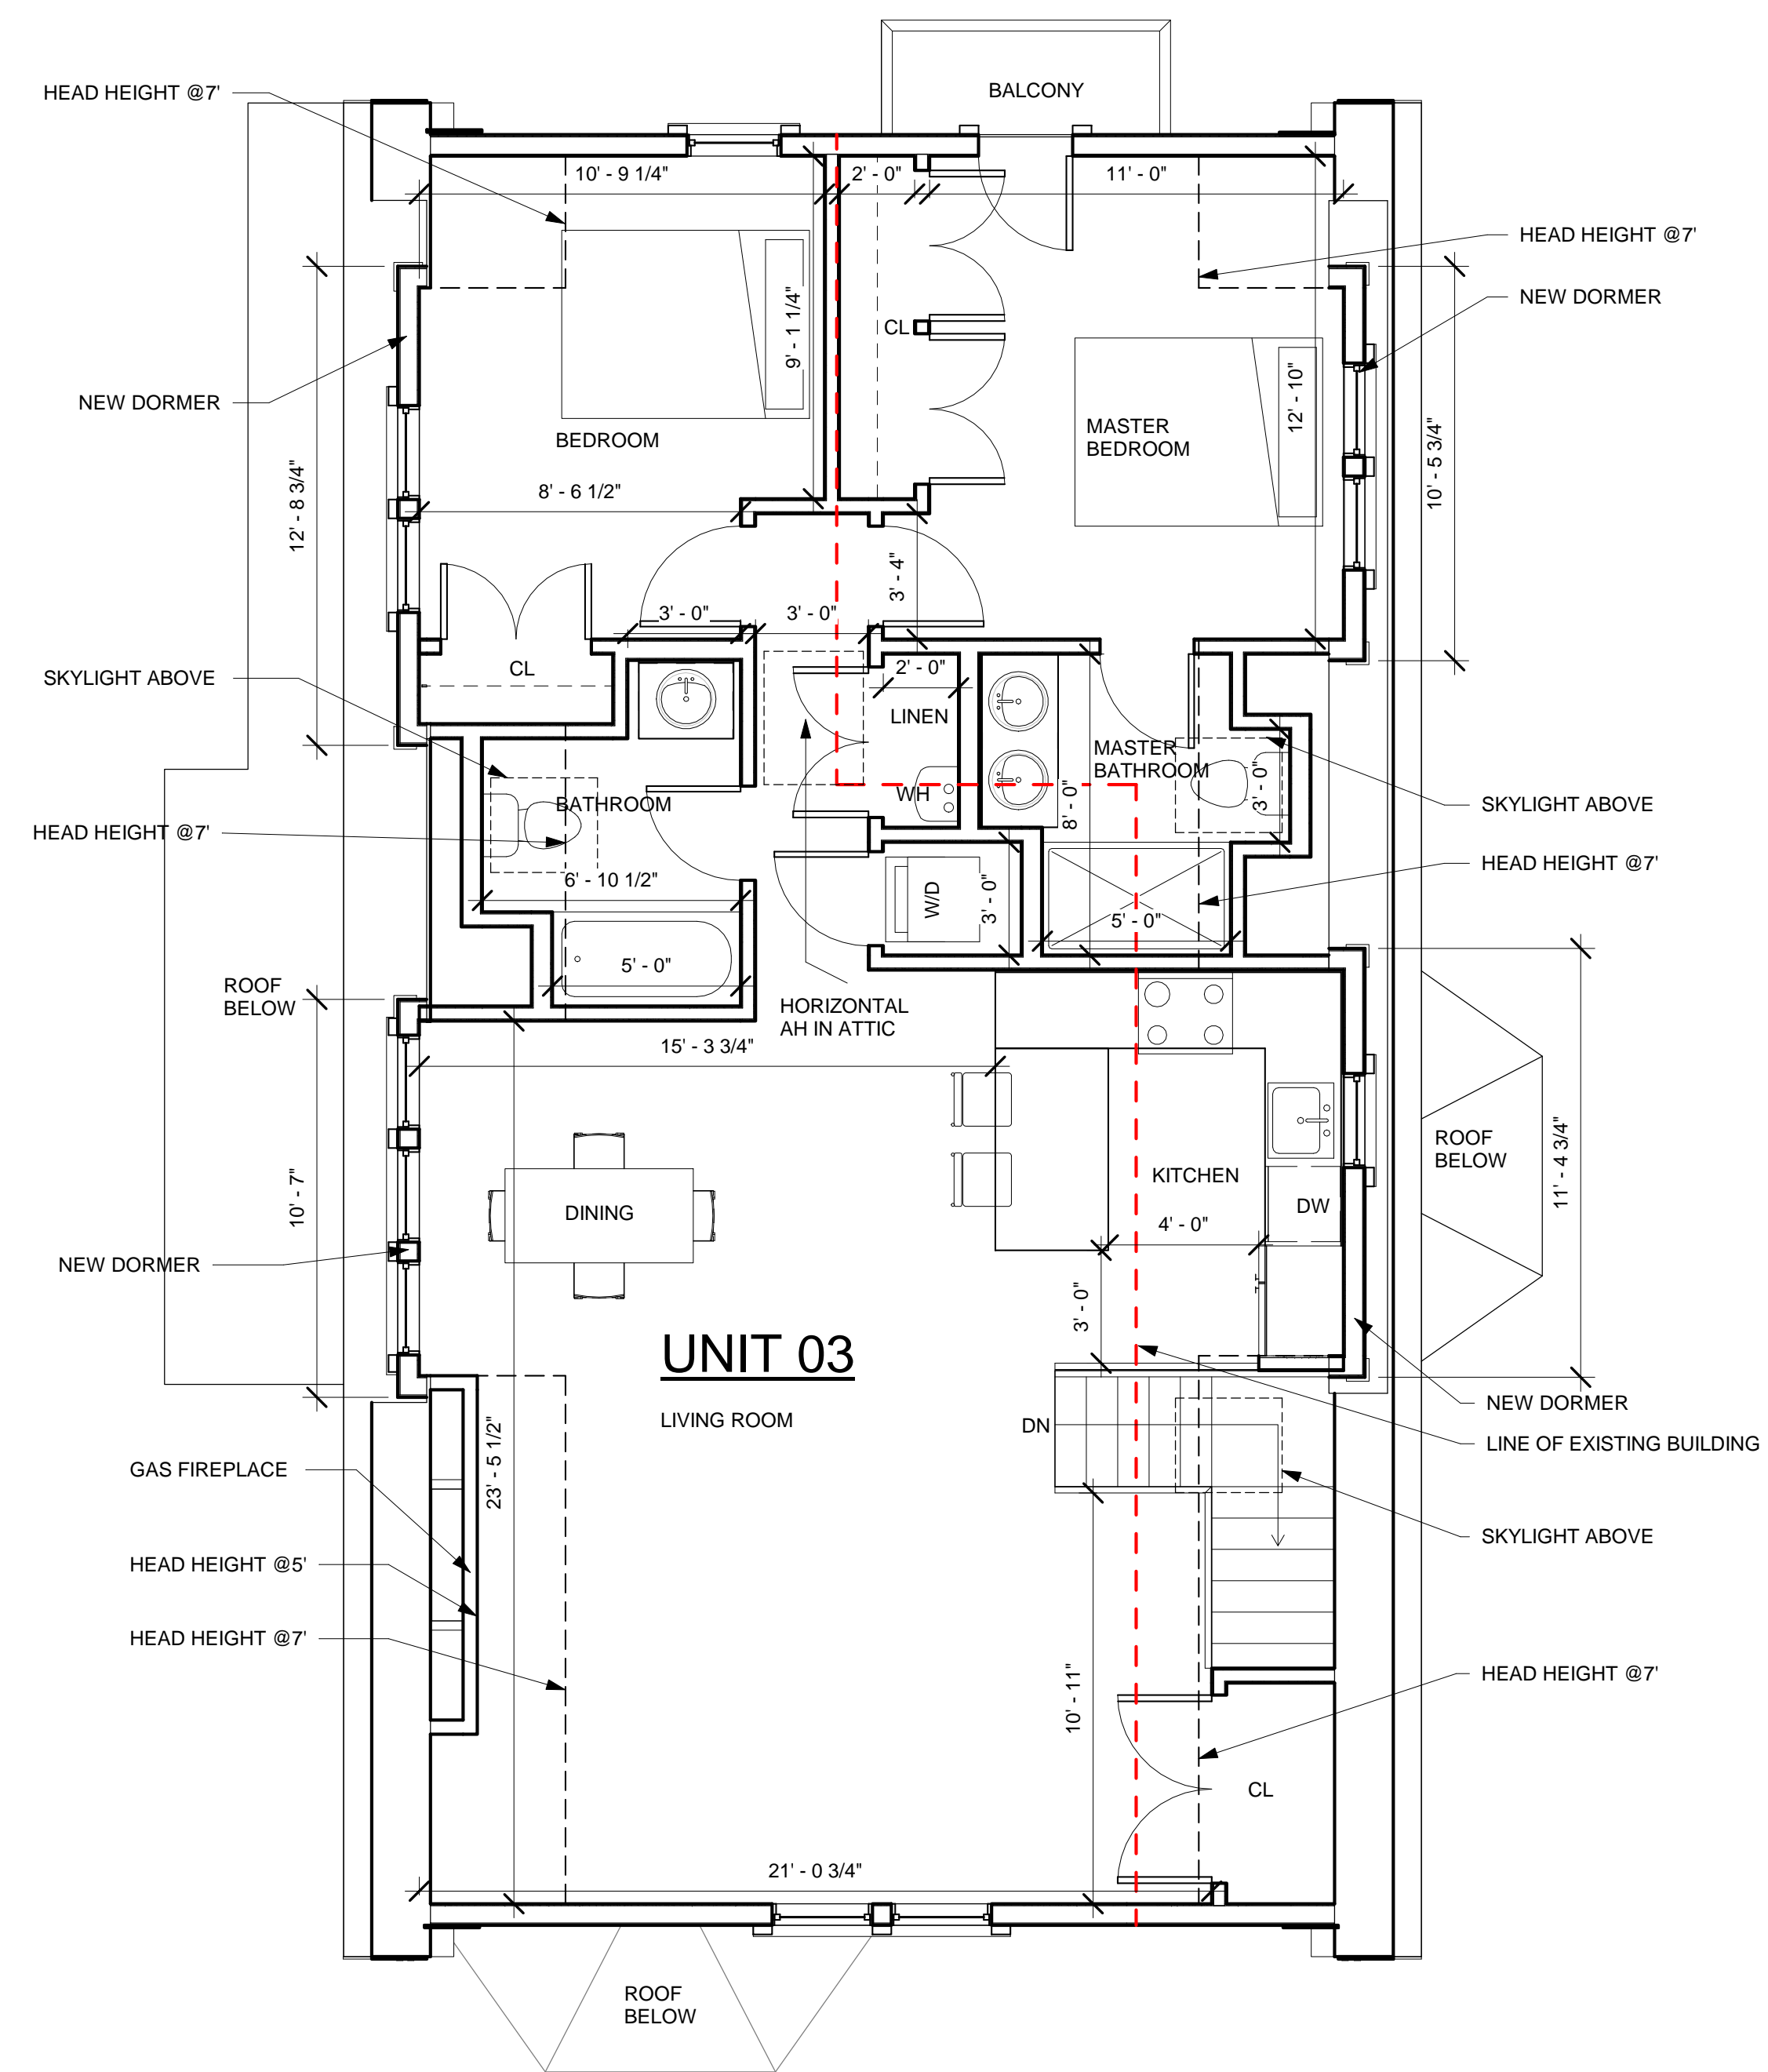 BALCONY
HEAD HEIGHT @7'
10' - 9 1/4"
2' - 0"
11' - 0"
HEAD HEIGHT @7'
NEW DORMER
9' - 1 1/4"
CL
12' - 10"
NEW DORMER
BEDROOM
MASTER
BEDROOM
10' - 5 3/4"
12' - 8 3/4"
8' - 6 1/2"
3' - 4"
3' - 0"
3' - 0"
SKYLIGHT ABOVE
CL
2' - 0"
LINEN
MASTER
BATHROOM
3' - 0"
WH
BATHROOM
8' - 0"
SKYLIGHT ABOVE
HEAD HEIGHT @7'
HEAD HEIGHT @7'
6' - 10 1/2"
W/D
3' - 0"
5' - 0"
5' - 0"
ROOF
BELOW
HORIZONTAL
AH IN ATTIC
15' - 3 3/4"
ROOF
BELOW
11' - 4 3/4"
10' - 7"
DINING
KITCHEN
DW
4' - 0"
NEW DORMER
3' - 0"
UNIT 03
LIVING ROOM
NEW DORMER
DN
LINE OF EXISTING BUILDING
GAS FIREPLACE
23' - 5 1/2"
SKYLIGHT ABOVE
HEAD HEIGHT @5'
HEAD HEIGHT @7'
HEAD HEIGHT @7'
10' - 11"
CL
21' - 0 3/4"
ROOF
BELOW